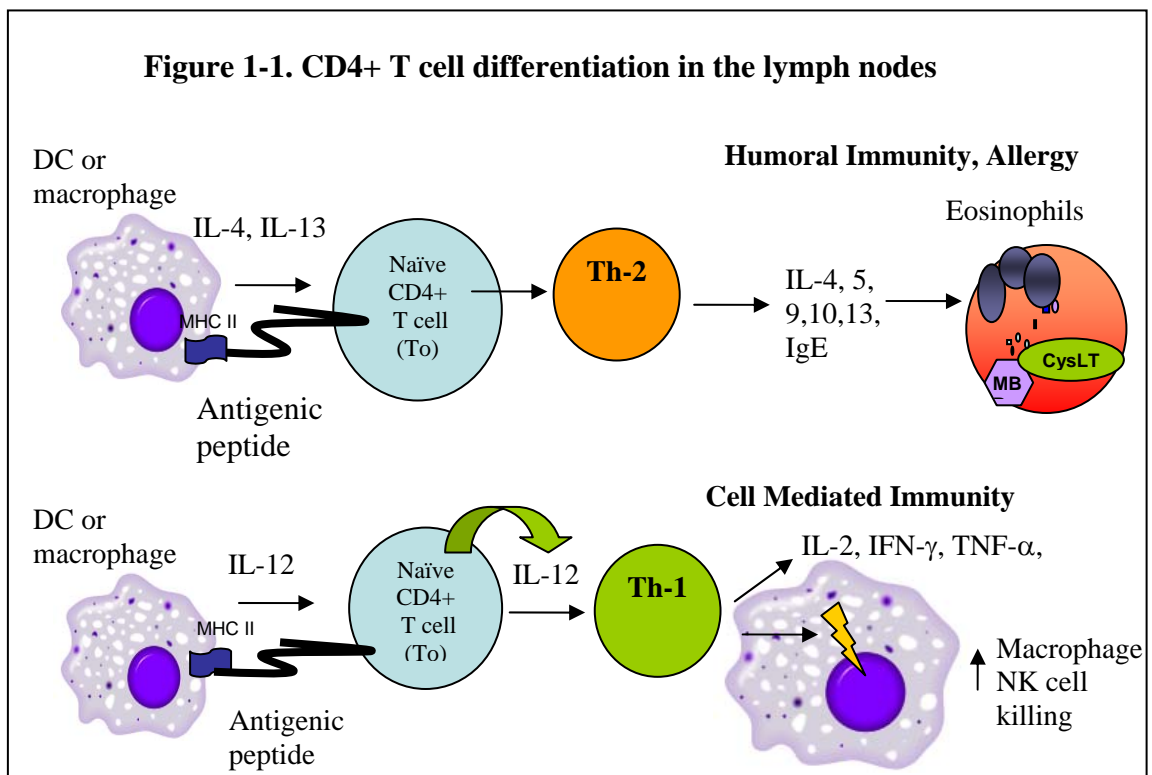 Figure 1-1. CD4+ T cell differentiation in the lymph nodes
Humoral Immunity, Allergy
DC or
macrophage
IL-4, IL-13
MHC II
Antigenic
peptide
Naïve
CD4+
T cell
(To)
Th-2
IL-4, 5,
9,10,13,
IgE
Eosinophils
CysLT
MB
Cell Mediated Immunity
DC or
macrophage
IL-12
MHC II
Antigenic
peptide
Naïve
CD4+
T cell
(To)
IL-12
Th-1
IL-2, IFN-γ, TNF-α,
Macrophage
NK cell
killing